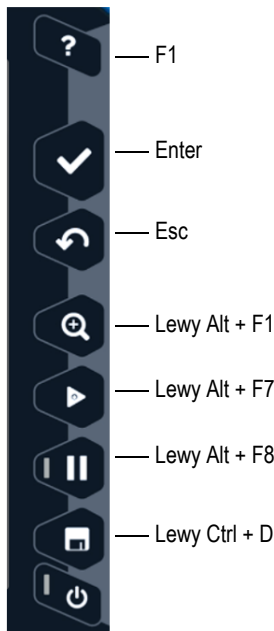 ?
F1
Enter
Esc
Lewy Alt + F1
Lewy Alt + F7
Lewy Alt + F8
Lewy Ctrl + D